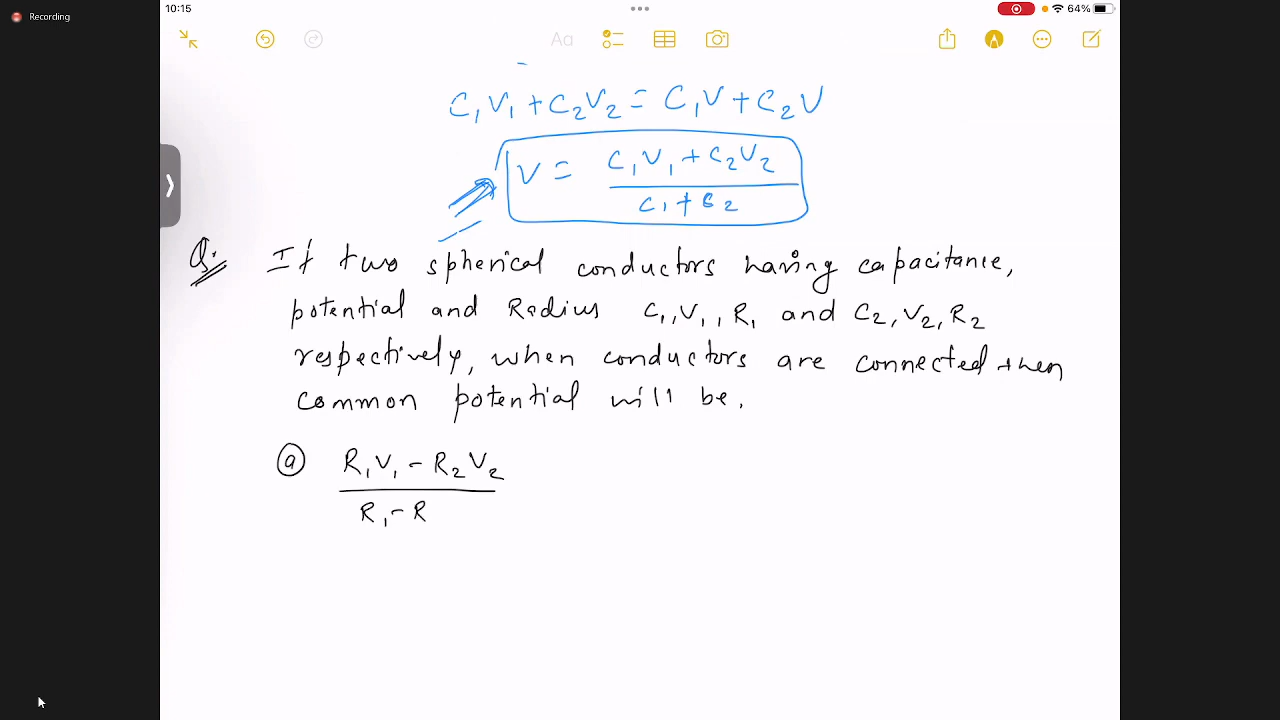 Recording
10:15
64%
Aa
C₁V₁ + C₂V₂ = C₁V + C₂V
V = (C₁V₁ + C₂V₂) / (C₁ + C₂)
Q. If two spherical conductors having capacitance,
potential and Radius C₁, V₁, R₁ and C₂, V₂, R₂
respectively, when conductors are connected then
common potential will be.
(a) (R₁V₁ - R₂V₂) / (R₁ - R